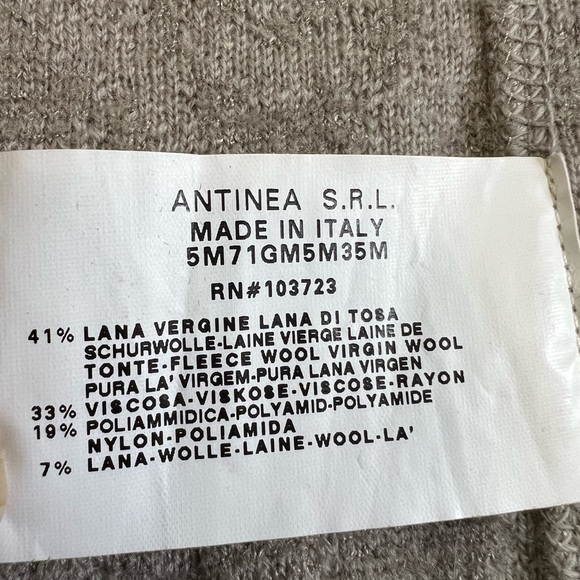 ANTINEA S.R.L.
MADE IN ITALY
5M71GM5M35M
RN#103723
41% LANA VERGINE LANA DI TOSA
SCHURWOLLE-LAINE VIERGE LAINE DE
TONTE-FLEECE WOOL VIRGIN WOOL
PURA LA' VIRGEM-PURA LANA VIRGEN
33% VISCOSA-VISKOSE-VISCOSE-RAYON
19% POLIAMMIDICA-POLYAMID-POLYAMIDE
NYLON-POLIAMIDA
7% LANA-WOLLE-LAINE-WOOL-LA'